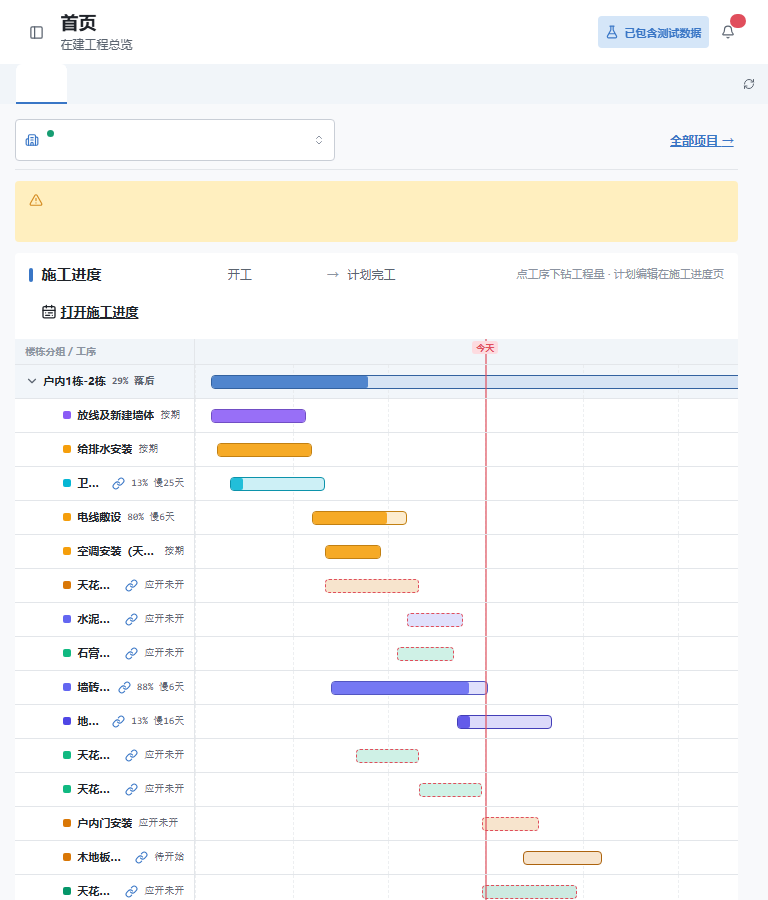 首页
在建工程总览
已包含测试数据
全部项目 →
施工进度
开工 → 计划完工
点工序下钻工程量 · 计划编辑在施工进度页
打开施工进度
楼栋分组 / 工序
今天
户内1栋-2栋 29% 落后
放线及新建墙体 按期
给排水安装 按期
卫... 13% 慢25天
电线敷设 80% 慢6天
空调安装（天... 按期
天花... 应开未开
水泥... 应开未开
石膏... 应开未开
墙砖... 88% 慢6天
地... 13% 慢16天
天花... 应开未开
天花... 应开未开
户内门安装 应开未开
木地板... 待开始
天花... 应开未开